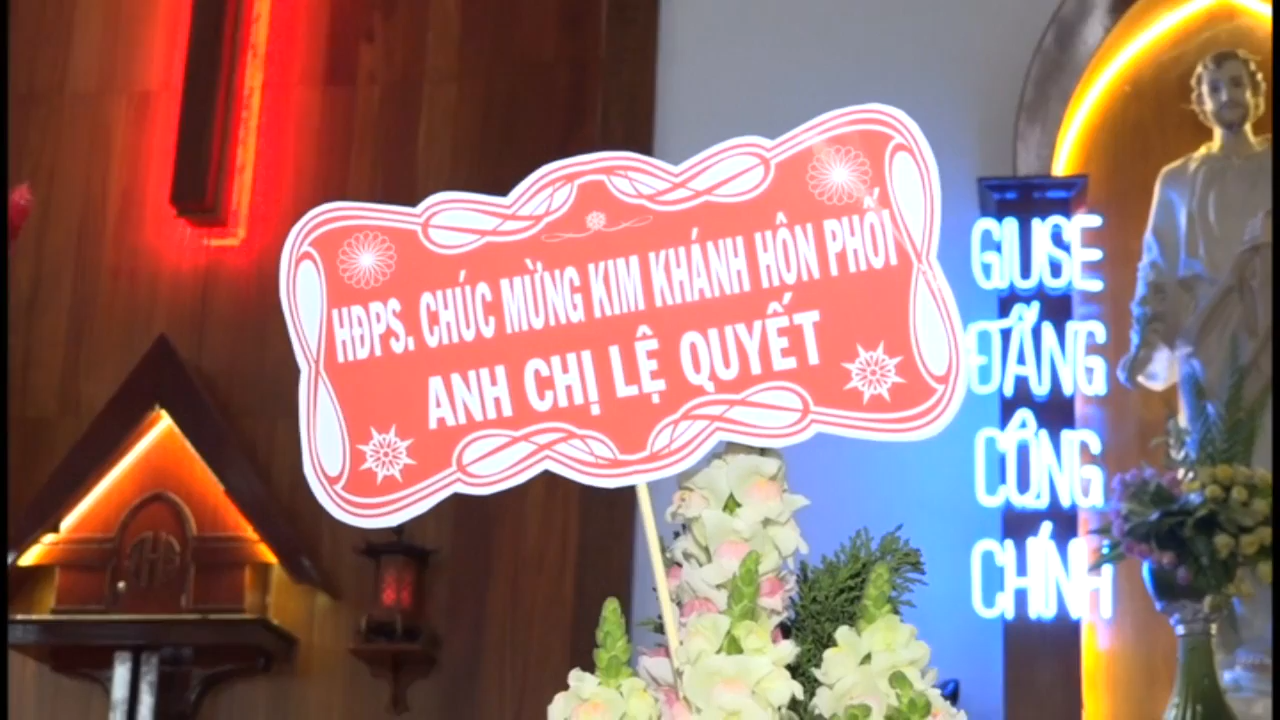 HĐPS. CHÚC MỪNG KIM KHÁNH HÔN PHỐI
ANH CHỊ LỆ QUYẾT
GIUSE
ĐẤNG
CÔNG
CHÍNH